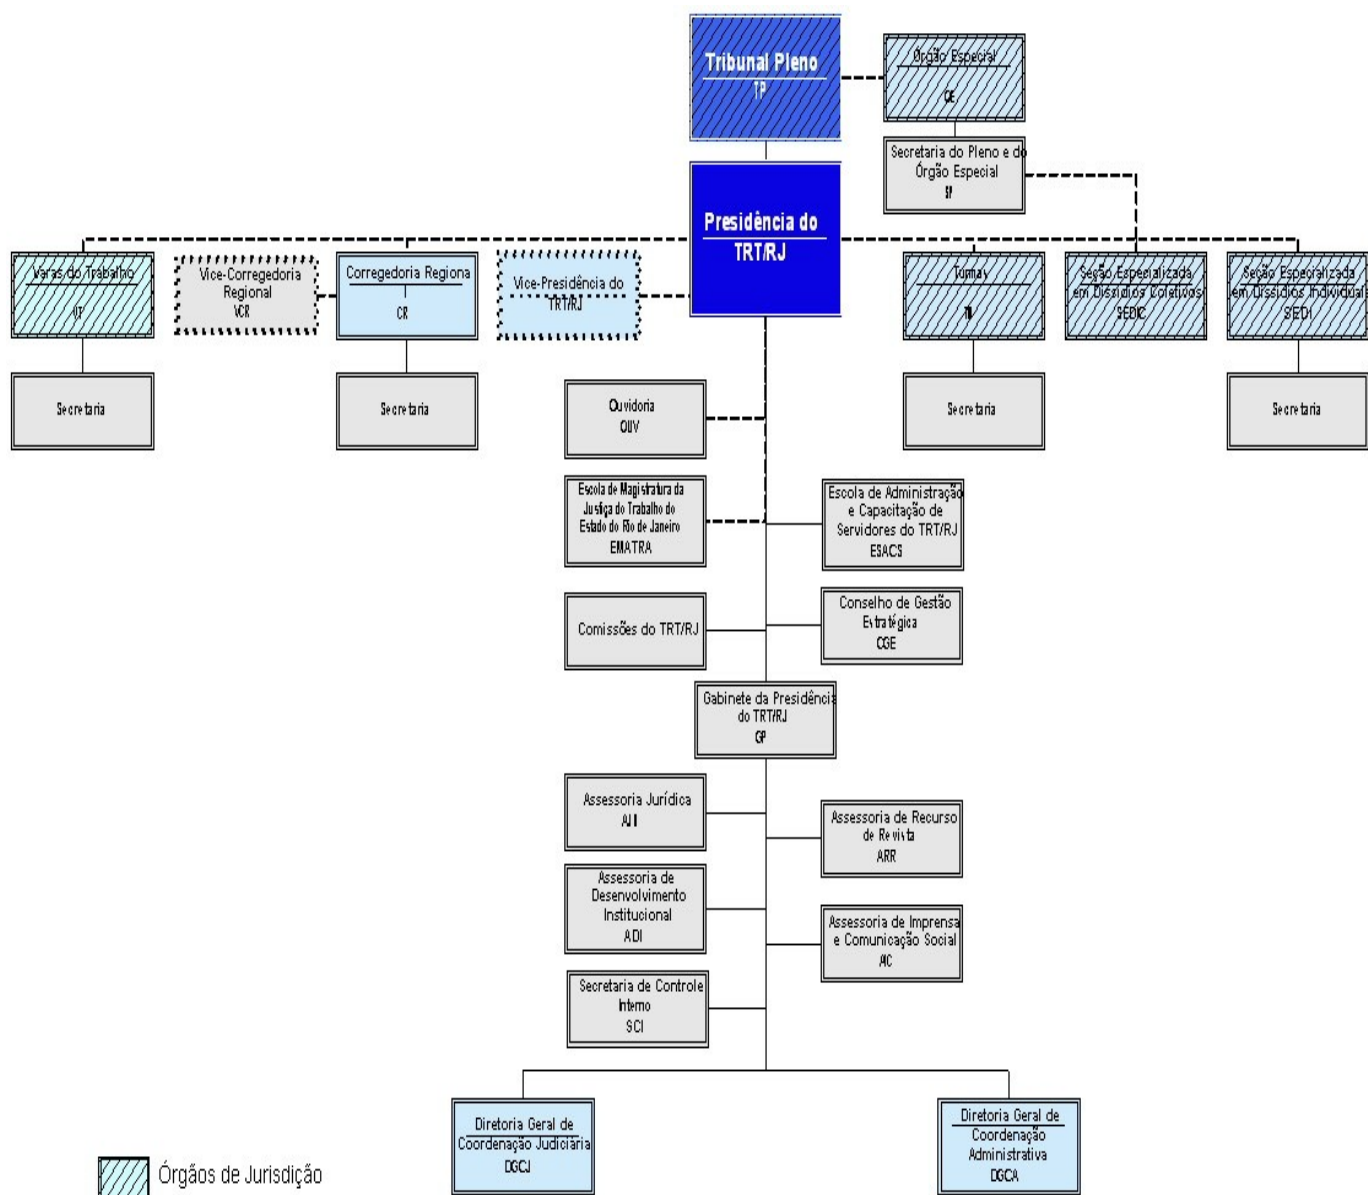 Tribunal Pleno
TP
Órgão Especial
OE
Secretaria do Pleno e do
Órgão Especial
SP
Presidência do
TRT/RJ
Varas do Trabalho
VT
Vice-Corregedoria
Regional
VCR
Corregedoria Regiona
l
CR
Vice-Presidência do
TRT/RJ
Turmas
Seção Especializada
em Dissídios Coletivos
SEDIC
Seção Especializada
em Dissídios Individuai
SEDI
Secretaria
Secretaria
Secretaria
Secretaria
Ouvidoria
OUV
Escola de Magistratura da
Justiça do Trabalho do
Estado do Rio de Janeiro
EMATRA
Escola de Administração
e Capacitação de
Servidores do TRT/RJ
ESACS
Comissões do TRT/RJ
Conselho de Gestão
Estratégica
CGE
Gabinete da Presidência
do TRT/RJ
GP
Assessoria Jurídica
AJU
Assessoria de Recurso
de Revista
ARR
Assessoria de
Desenvolvimento
Institucional
ADI
Assessoria de Imprensa
e Comunicação Social
AIC
Secretaria de Controle
Interno
SCI
Diretoria Geral de
Coordenação Judiciária
DGCJ
Diretoria Geral de
Coordenação
Administrativa
DGCA
Órgãos de Jurisdição